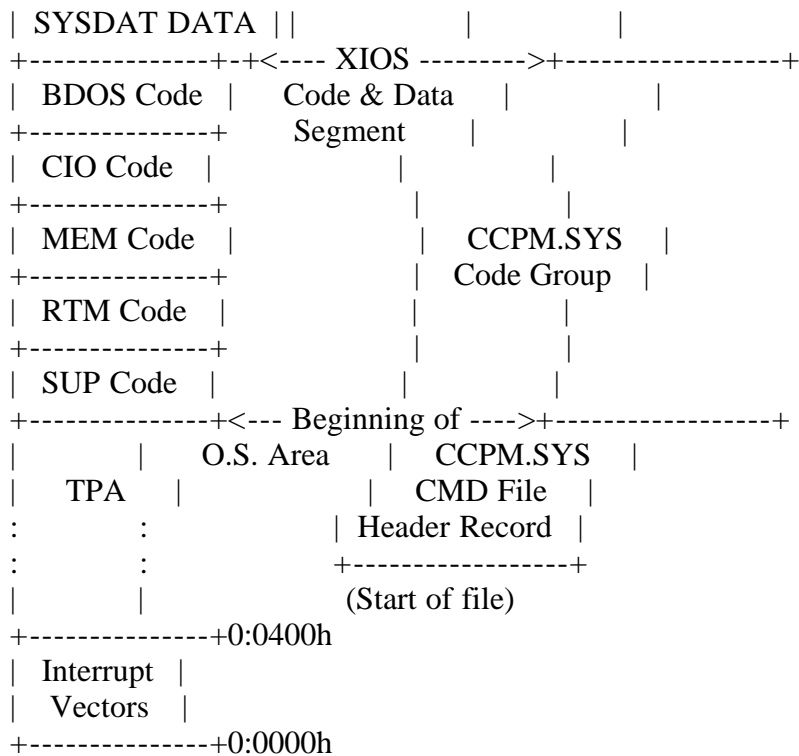 | SYSDAT DATA | | | |
+---------------+-+<---- XIOS --------->+------------------+
| BDOS Code | Code & Data | |
+---------------+ Segment | |
| CIO Code | | |
+---------------+ | |
| MEM Code | | CCPM.SYS |
+---------------+ | Code Group |
| RTM Code | | |
+---------------+ | |
| SUP Code | | |
+---------------+<--- Beginning of ---->+------------------+
| | O.S. Area | CCPM.SYS |
| TPA | | CMD File |
: : | Header Record |
: : +------------------+
| | (Start of file)
+---------------+0:0400h
| Interrupt |
| Vectors |
+---------------+0:0000h